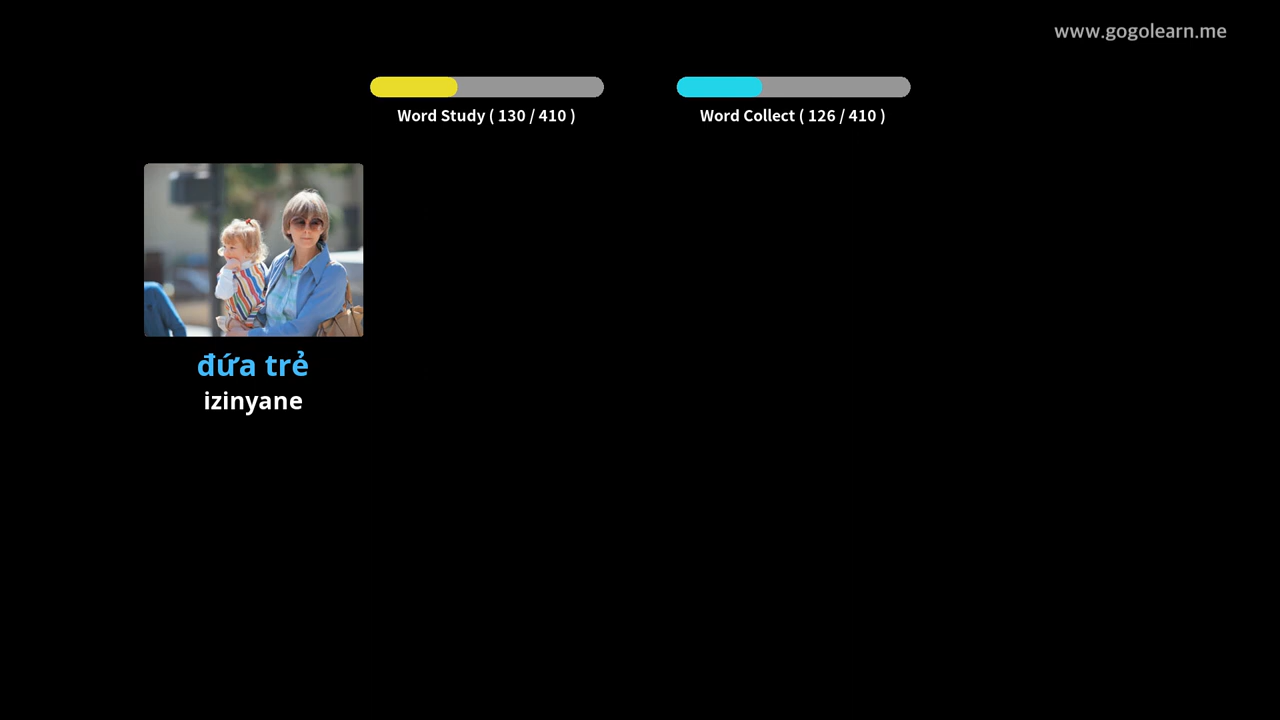 www.gogolearn.me
Word Study ( 130 / 410 )
Word Collect ( 126 / 410 )
đứa trẻ
izinyane